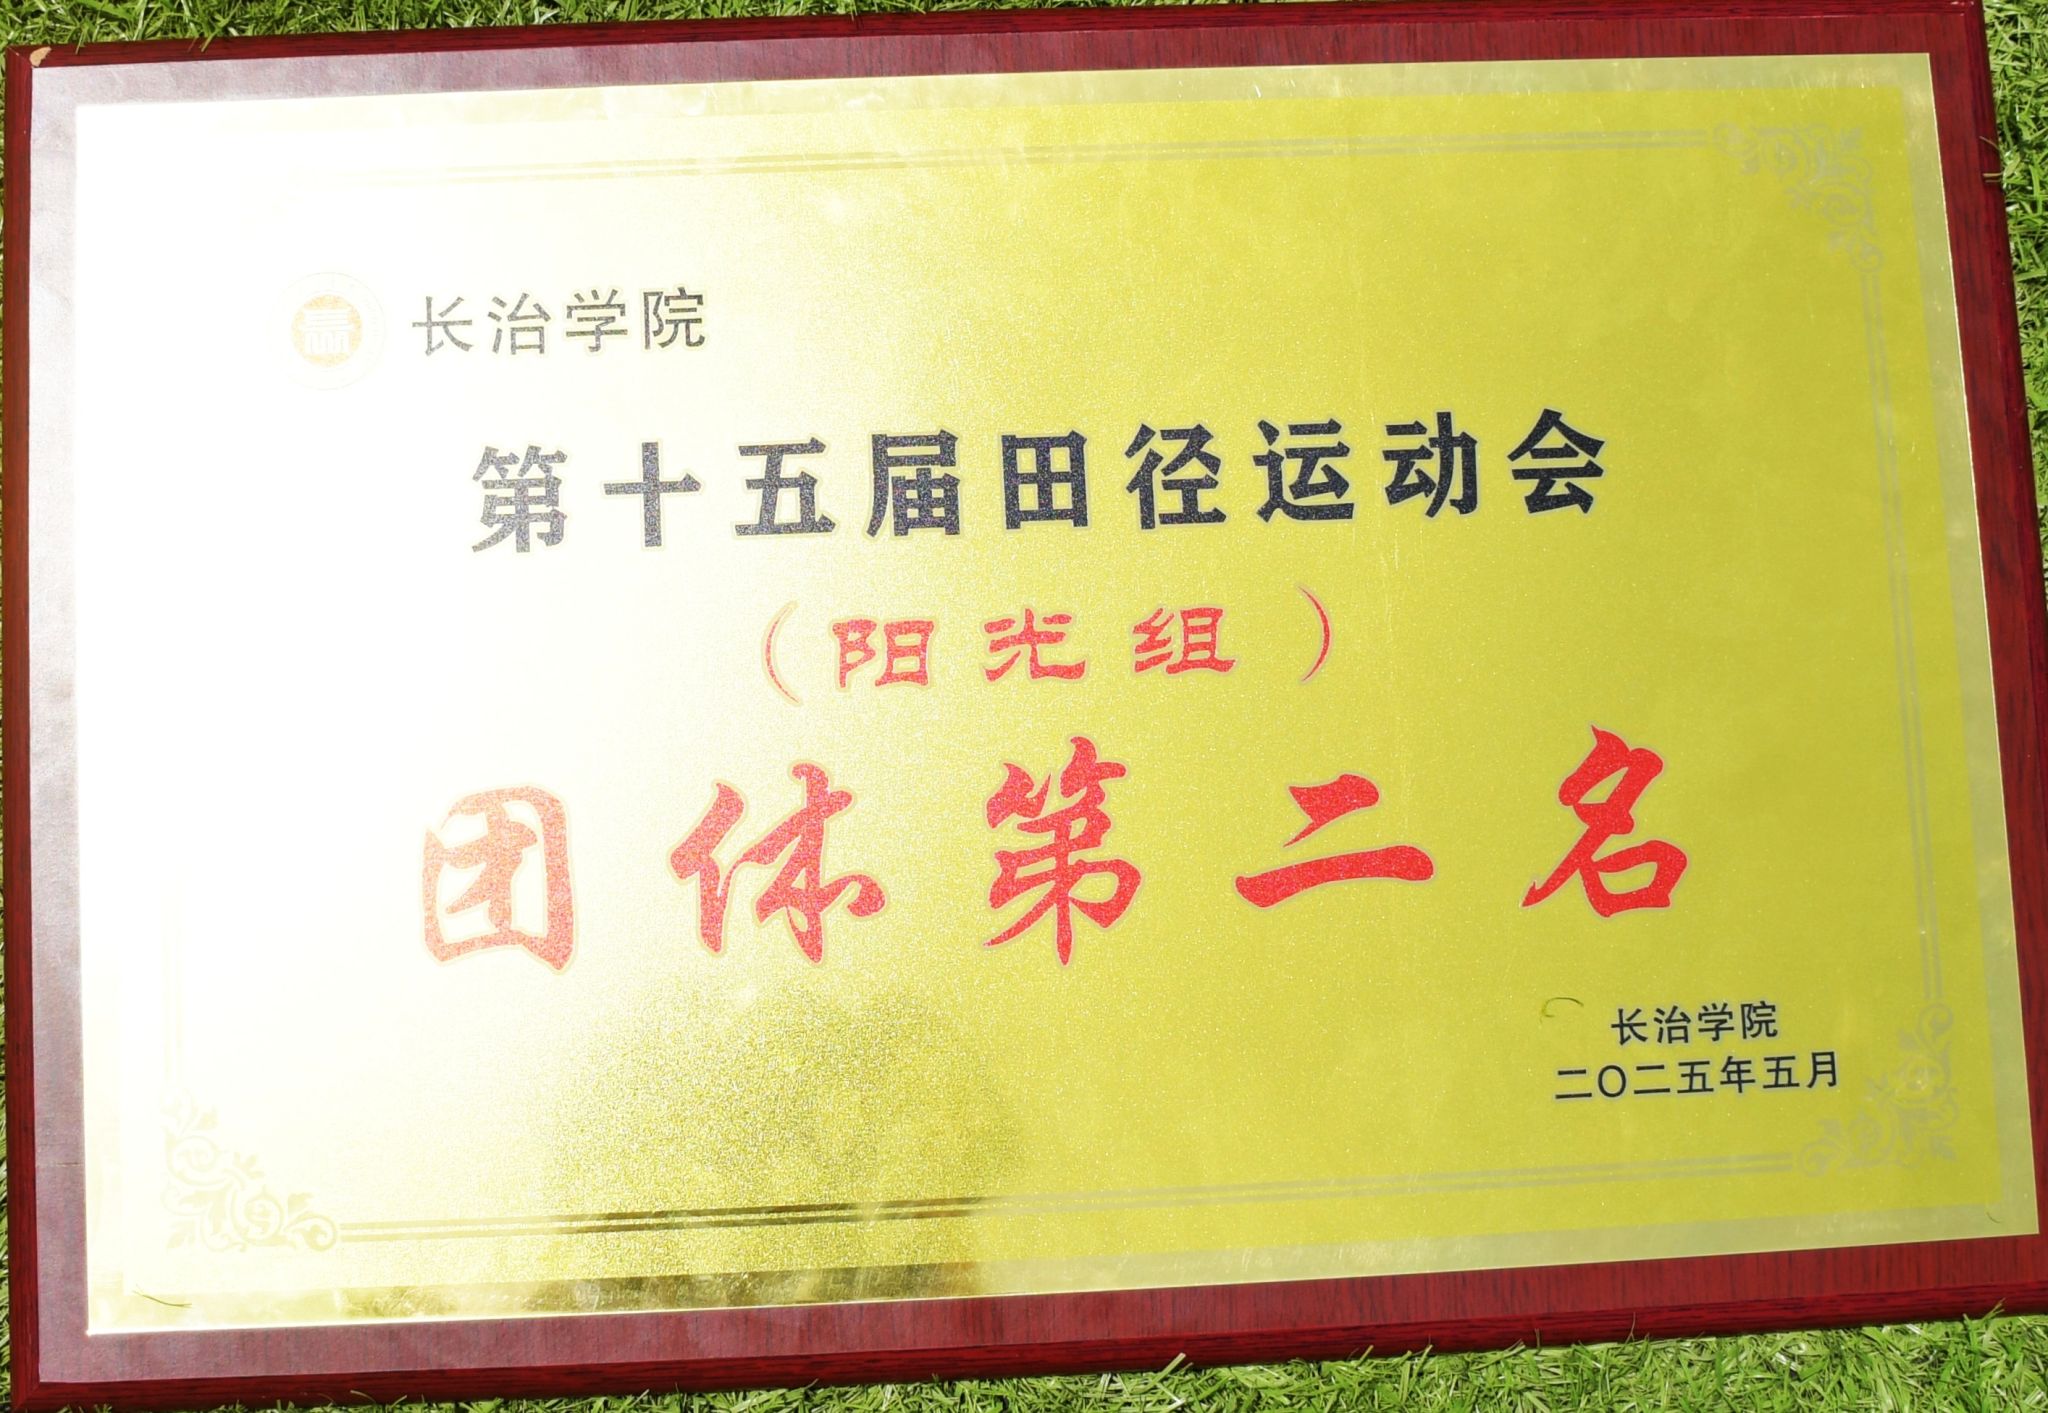 长治学院
第十五届田径运动会
（阳光组）
团体第二名
长治学院
二〇二五年五月